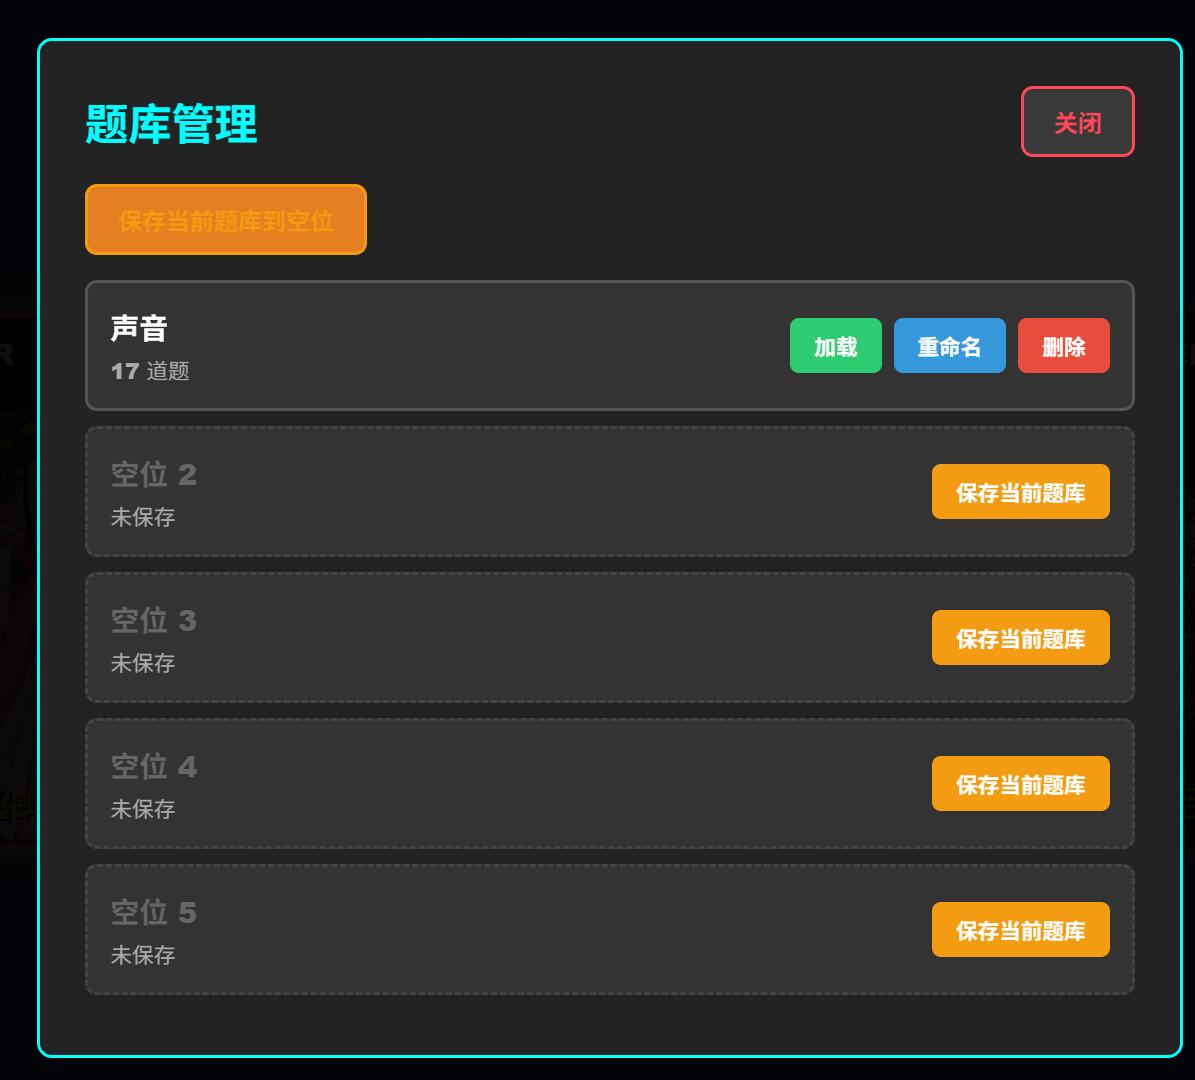 题库管理
关闭
保存当前题库到空位
声音
17 道题
加载
重命名
删除
空位 2
未保存
保存当前题库
空位 3
未保存
保存当前题库
空位 4
未保存
保存当前题库
空位 5
未保存
保存当前题库